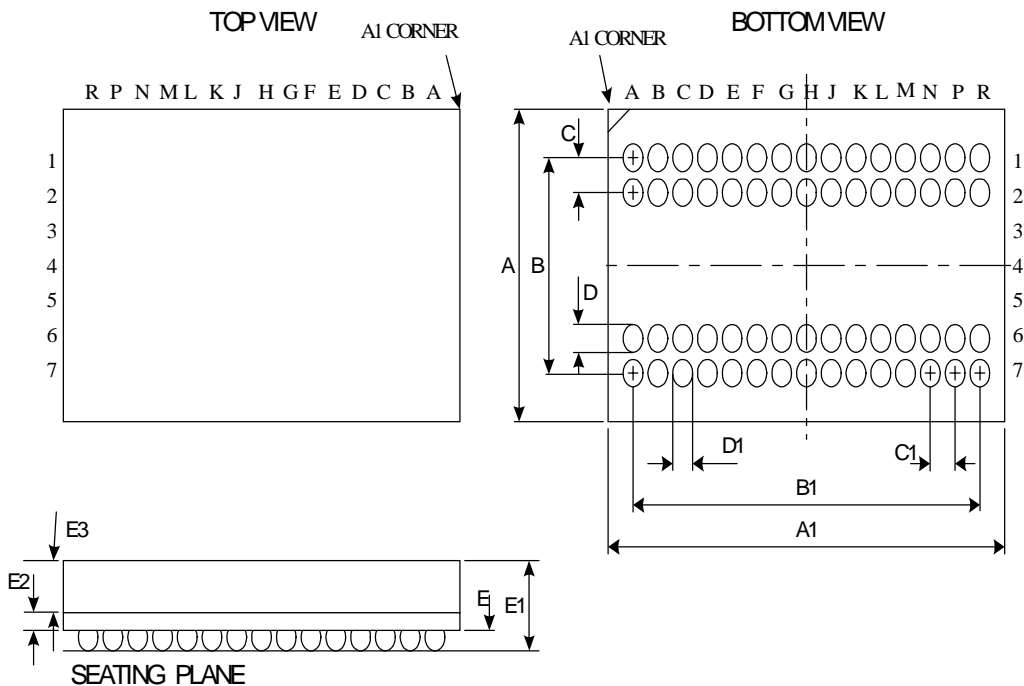 TOP VIEW
A1 CORNER
R P N M L K J H G F E D C B A
1
2
3
4
5
6
7
BOTTOM VIEW
A1 CORNER
A B C D E F G H J K L M N P R
1
2
3
4
5
6
7
C
A
B
D
D1
C1
B1
A1
E3
E2
E
E1
SEATING PLANE